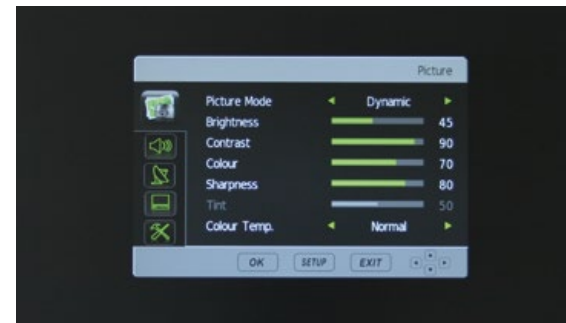 Picture
Picture Mode Dynamic
Brightness 45
Contrast 90
Colour 70
Sharpness 80
Tint 50
Colour Temp. Normal
OK SETUP EXIT